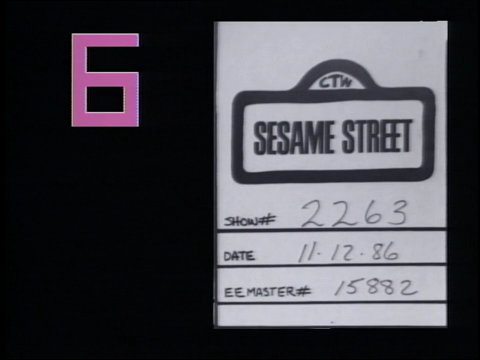 6
CTW
SESAME STREET
SHOW# 2263
DATE 11-12-86
EE MASTER# 15882